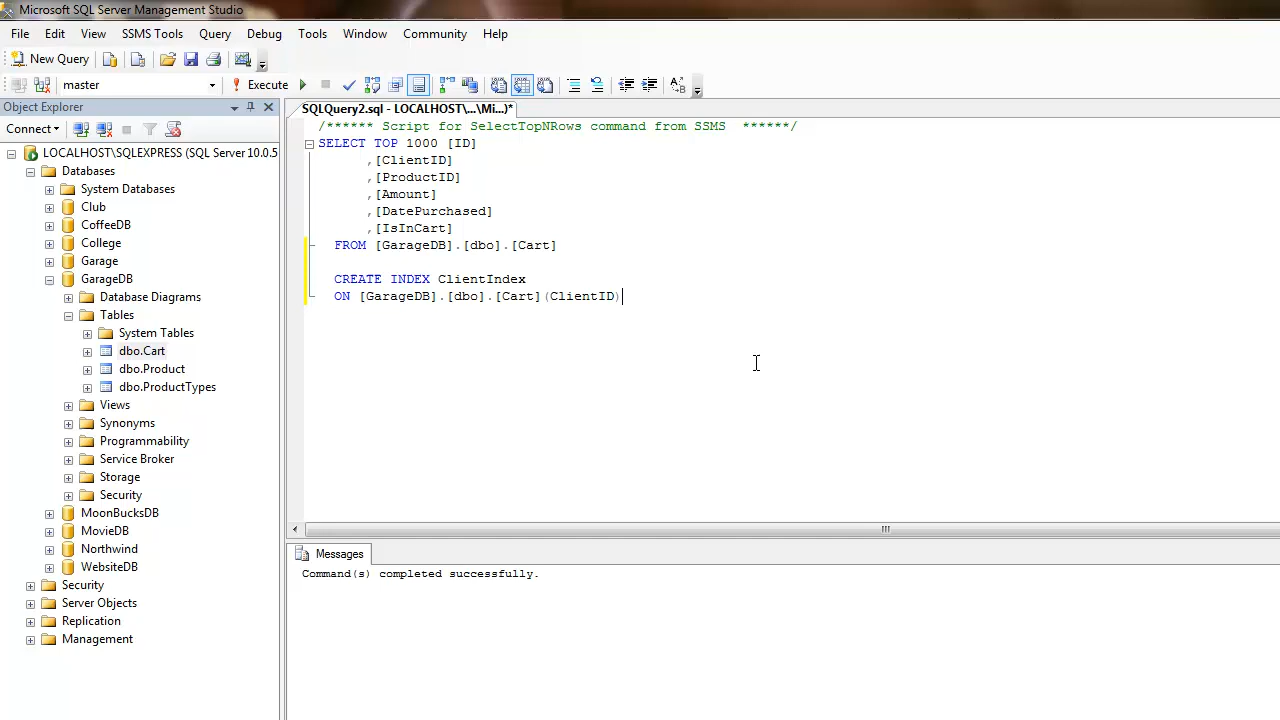 Microsoft SQL Server Management Studio
File Edit View SSMS Tools Query Debug Tools Window Community Help
New Query
master Execute
Object Explorer
SQLQuery2.sql - LOCALHOST\...\Mi...)*
Connect
LOCALHOST\SQLEXPRESS (SQL Server 10.0.5
Databases
System Databases
Club
CoffeeDB
College
Garage
GarageDB
Database Diagrams
Tables
System Tables
dbo.Cart
dbo.Product
dbo.ProductTypes
Views
Synonyms
Programmability
Service Broker
Storage
Security
MoonBucksDB
MovieDB
Northwind
WebsiteDB
Security
Server Objects
Replication
Management
/****** Script for SelectTopNRows command from SSMS  ******/
SELECT TOP 1000 [ID]
,[ClientID]
,[ProductID]
,[Amount]
,[DatePurchased]
,[IsInCart]
FROM [GarageDB].[dbo].[Cart]
CREATE INDEX ClientIndex
ON [GarageDB].[dbo].[Cart](ClientID)
Messages
Command(s) completed successfully.